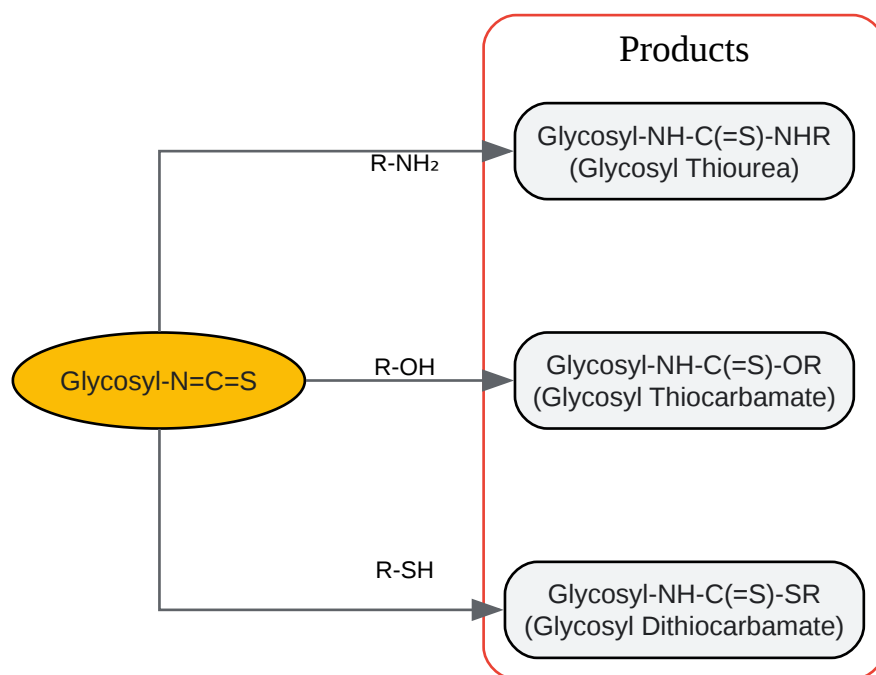 Products
Glycosyl-NH-C(=S)-NHR
(Glycosyl Thiourea)
R-NH₂
Glycosyl-N=C=S
R-OH
Glycosyl-NH-C(=S)-OR
(Glycosyl Thiocarbamate)
R-SH
Glycosyl-NH-C(=S)-SR
(Glycosyl Dithiocarbamate)